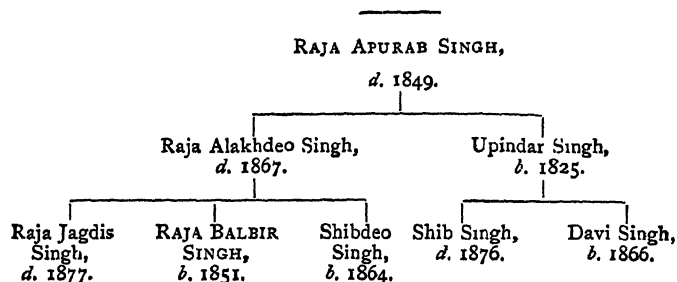 RAJA APURAB SINGH,
d. 1849.
Raja Alakhdeo Singh,
d. 1867.
Upindar Singh,
b. 1825.
Raja Jagdis
Singh,
d. 1877.
RAJA BALBIR
SINGH,
b. 1851.
Shibdeo
Singh,
b. 1864.
Shib Singh,
d. 1876.
Davi Singh,
b. 1866.